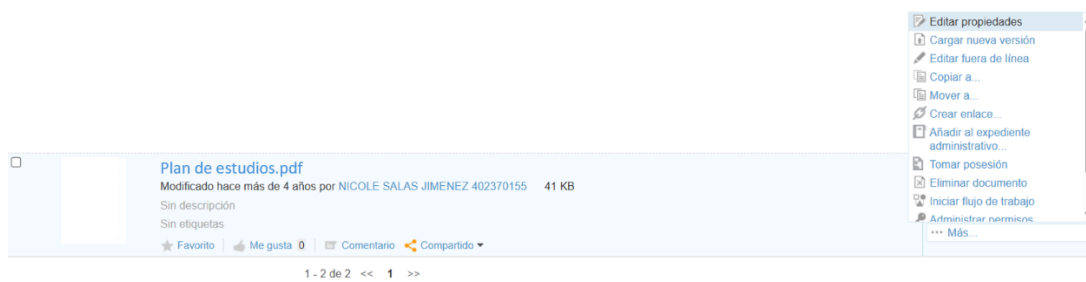 Editar propiedades
Cargar nueva versión
Editar fuera de línea
Copiar a...
Mover a...
Crear enlace...
Añadir al expediente
administrativo...
Tomar posesión
Eliminar documento
Iniciar flujo de trabajo
Administrar permisos
... Más...
Plan de estudios.pdf
Modificado hace más de 4 años por NICOLE SALAS JIMENEZ 402370155 41 KB
Sin descripción
Sin etiquetas
Favorito Me gusta 0 Comentario Compartido
1 - 2 de 2 << 1 >>